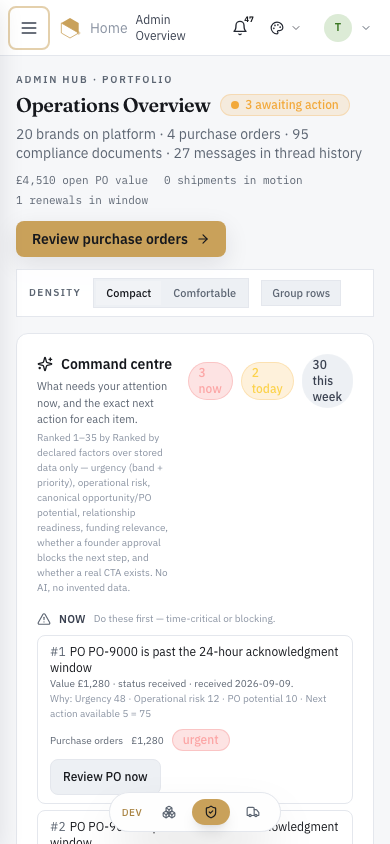 Home
Admin Overview
47
T
ADMIN HUB · PORTFOLIO
Operations Overview
3 awaiting action
20 brands on platform · 4 purchase orders · 95
compliance documents · 27 messages in thread history
£4,510 open PO value 0 shipments in motion
1 renewals in window
Review purchase orders →
DENSITY
Compact
Comfortable
Group rows
Command centre
What needs your attention
now, and the exact next
action for each item.
Ranked 1–35 by Ranked by
declared factors over stored
data only — urgency (band +
priority), operational risk,
canonical opportunity/PO
potential, relationship
readiness, funding relevance,
whether a founder approval
blocks the next step, and
whether a real CTA exists. No
AI, no invented data.
3 now
2 today
30 this week
NOW Do these first — time-critical or blocking.
#1 PO PO-9000 is past the 24-hour acknowledgment
window
Value £1,280 · status received · received 2026-09-09.
Why: Urgency 48 · Operational risk 12 · PO potential 10 · Next
action available 5 = 75
Purchase orders £1,280 urgent
Review PO now
DEV
#2 PO
acknowledgment
window